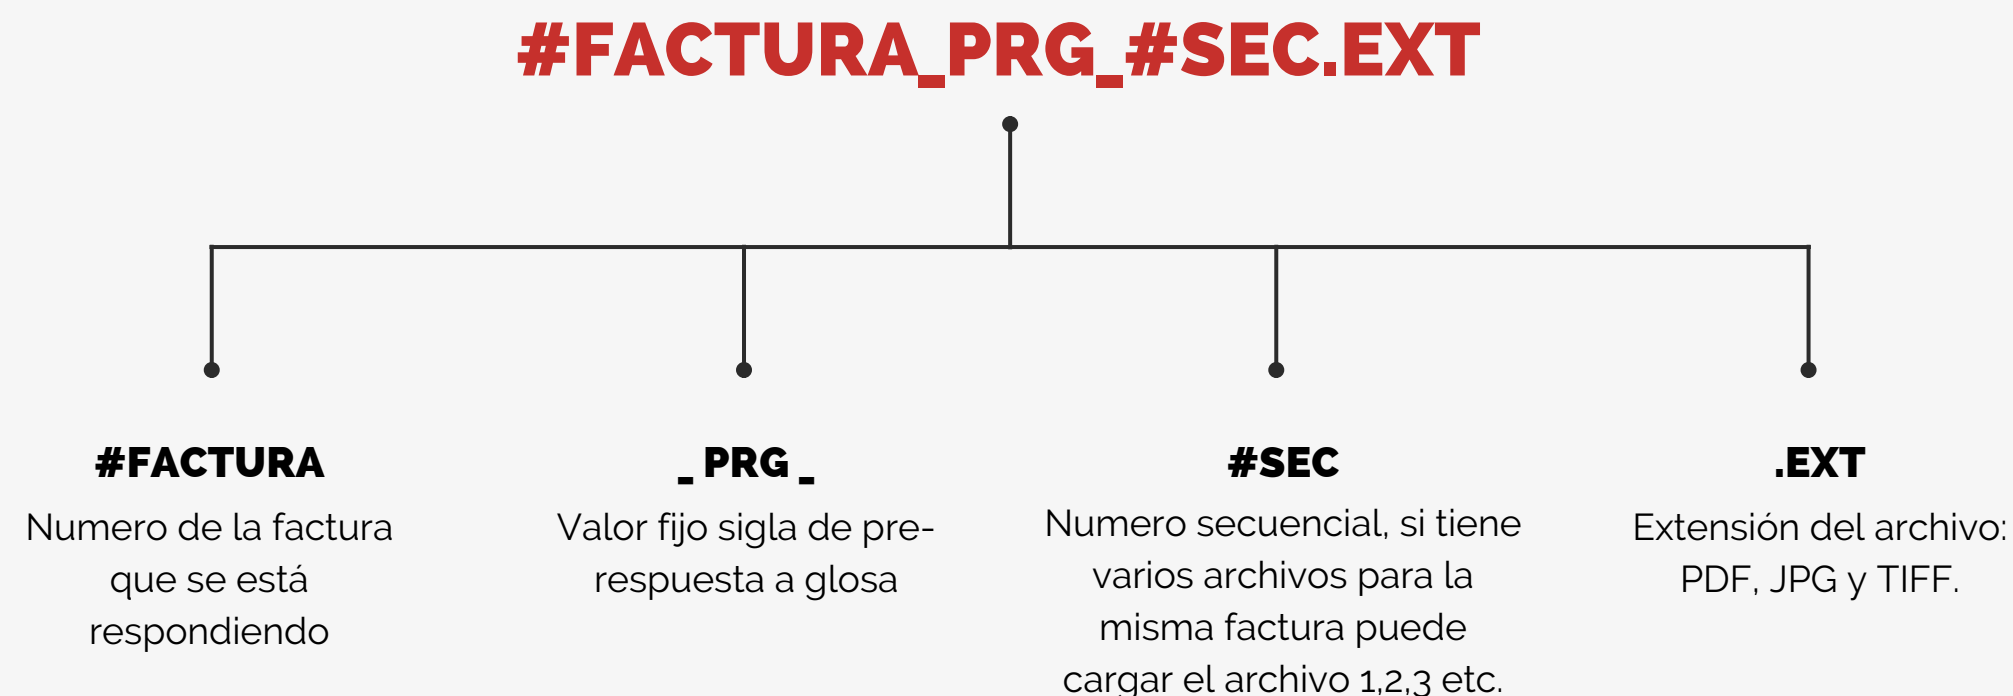 #FACTURA_PRG_#SEC.EXT
#FACTURA
Numero de la factura
que se está
respondiendo
_ PRG _
Valor fijo sigla de pre-
respuesta a glosa
#SEC
Numero secuencial, si tiene
varios archivos para la
misma factura puede
cargar el archivo 1,2,3 etc.
.EXT
Extensión del archivo:
PDF, JPG y TIFF.